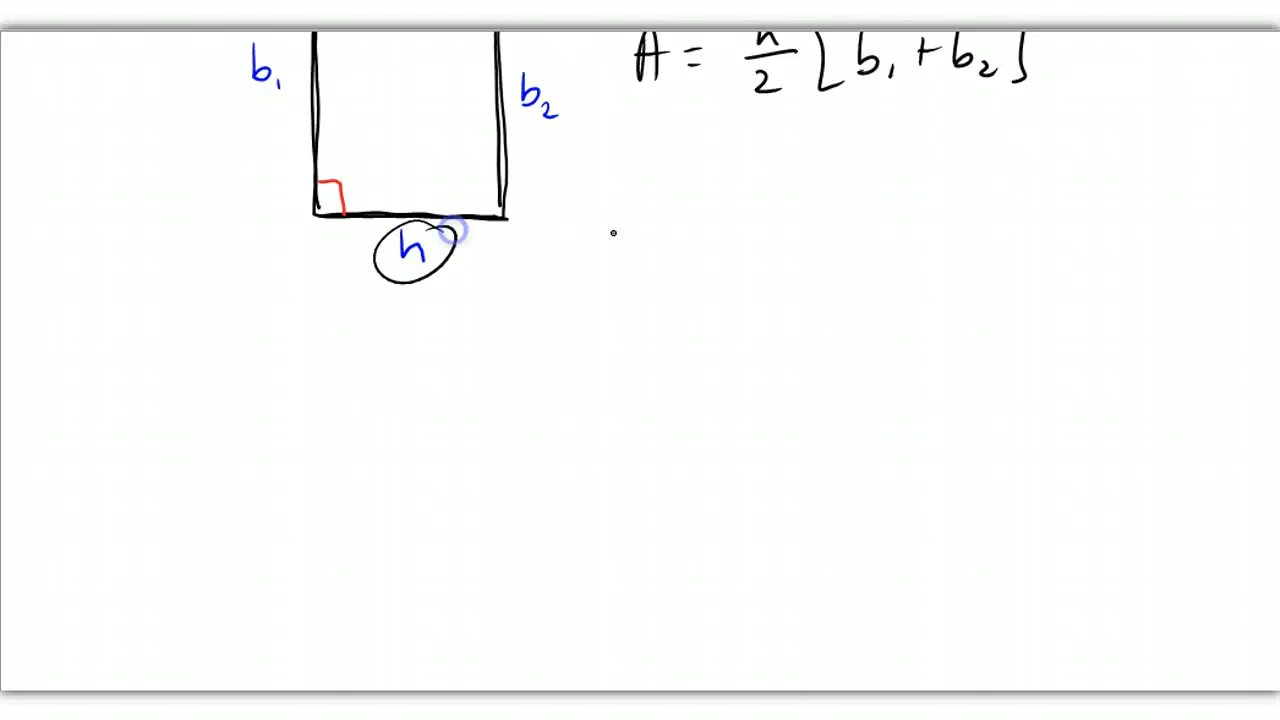 b₁
b₂
A = h/2 [b₁ + b₂]
h